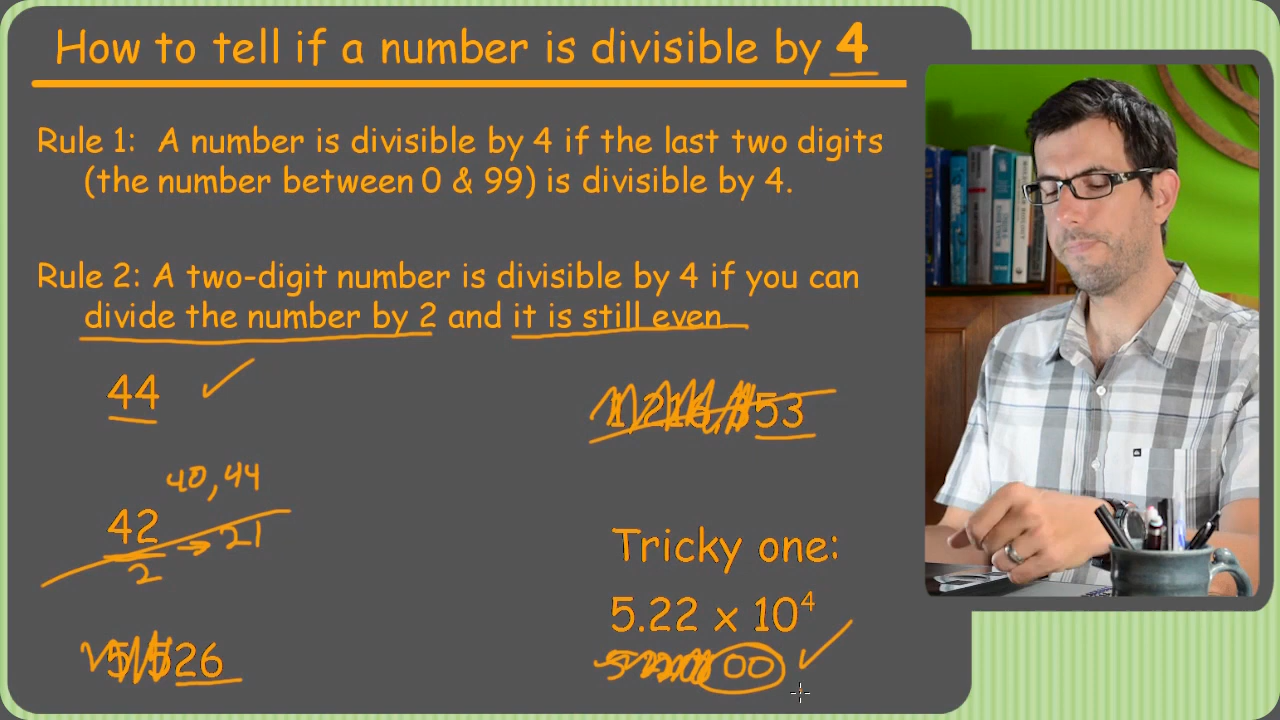 How to tell if a number is divisible by 4
Rule 1: A number is divisible by 4 if the last two digits
(the number between 0 & 99) is divisible by 4.
Rule 2: A two-digit number is divisible by 4 if you can
divide the number by 2 and it is still even
44
40, 44
42 → 21
2
26
53
Tricky one:
5.22 x 10⁴
00